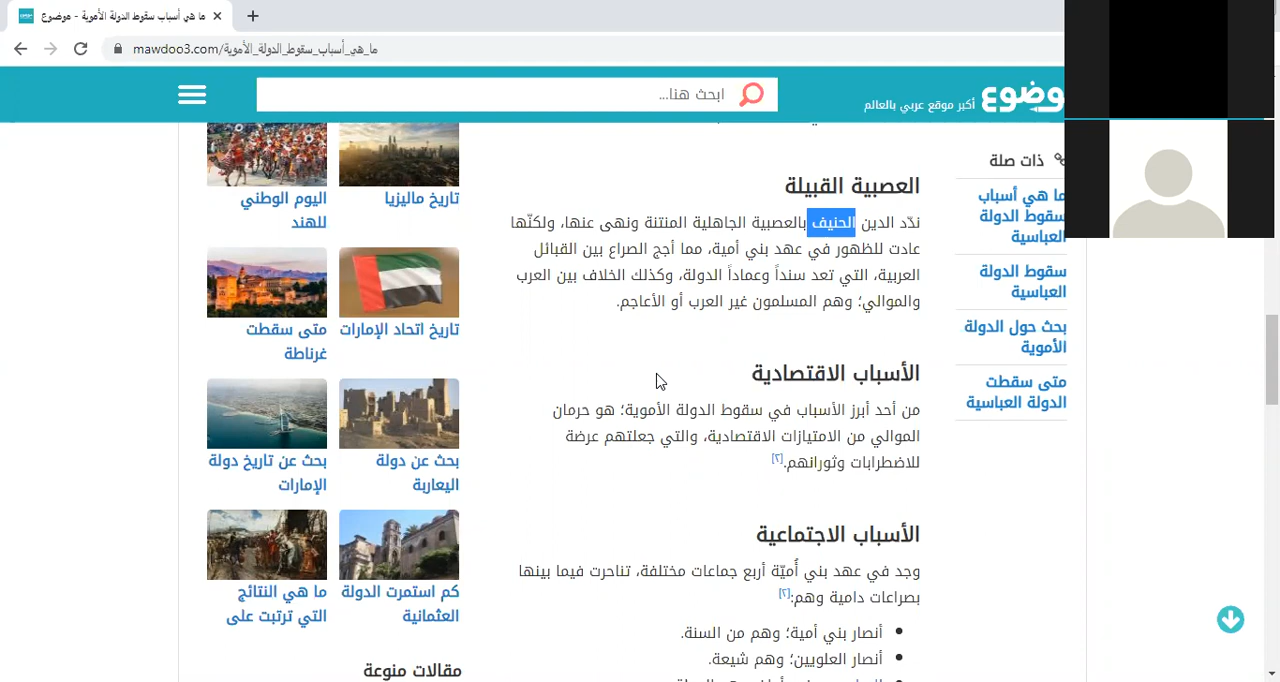 ما هي أسباب سقوط الدولة الأموية - موضوع
mawdoo3.com/ما_هي_أسباب_سقوط_الدولة_الأموية
موضوع
أكبر موقع عربي بالعالم
ابحث هنا...
ذات صلة
ما هي أسباب
سقوط الدولة
العباسية
سقوط الدولة
العباسية
بحث حول الدولة
الأموية
متى سقطت
الدولة العباسية
العصبية القبيلة
ندّد الدين الحنيف بالعصبية الجاهلية المنتنة ونهى عنها، ولكنّها
عادت للظهور في عهد بني أمية، مما أجج الصراع بين القبائل
العربية، التي تعد سنداً وعماداً الدولة، وكذلك الخلاف بين العرب
والموالي؛ وهم المسلمون غير العرب أو الأعاجم.
الأسباب الاقتصادية
من أحد أبرز الأسباب في سقوط الدولة الأموية؛ هو حرمان
الموالي من الامتيازات الاقتصادية، والتي جعلتهم عرضة
للاضطرابات وثورانهم.[٢]
الأسباب الاجتماعية
وجد في عهد بني أُميّة أربع جماعات مختلفة، تناحرت فيما بينها
بصراعات دامية وهم:[٢]
أنصار بني أمية؛ وهم من السنة.
أنصار العلويين؛ وهم شيعة.
تاريخ ماليزيا
اليوم الوطني
للهند
تاريخ اتحاد الإمارات
متى سقطت
غرناطة
بحث عن دولة
اليعاربة
بحث عن تاريخ دولة
الإمارات
كم استمرت الدولة
العثمانية
ما هي النتائج
التي ترتبت على
مقالات منوعة